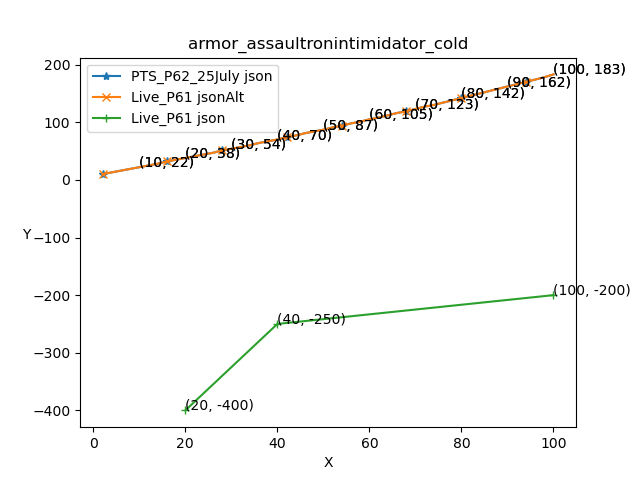 armor_assaultronintimidator_cold
PTS_P62_25July json
Live_P61 jsonAlt
Live_P61 json
200
100
0
−100
−200
−300
−400
Y
(10, 22)
(20, 38)
(30, 54)
(40, 70)
(50, 87)
(60, 105)
(70, 123)
(80, 142)
(90, 162)
(100, 183)
(20, -400)
(40, -250)
(100, -200)
0 20 40 60 80 100
X